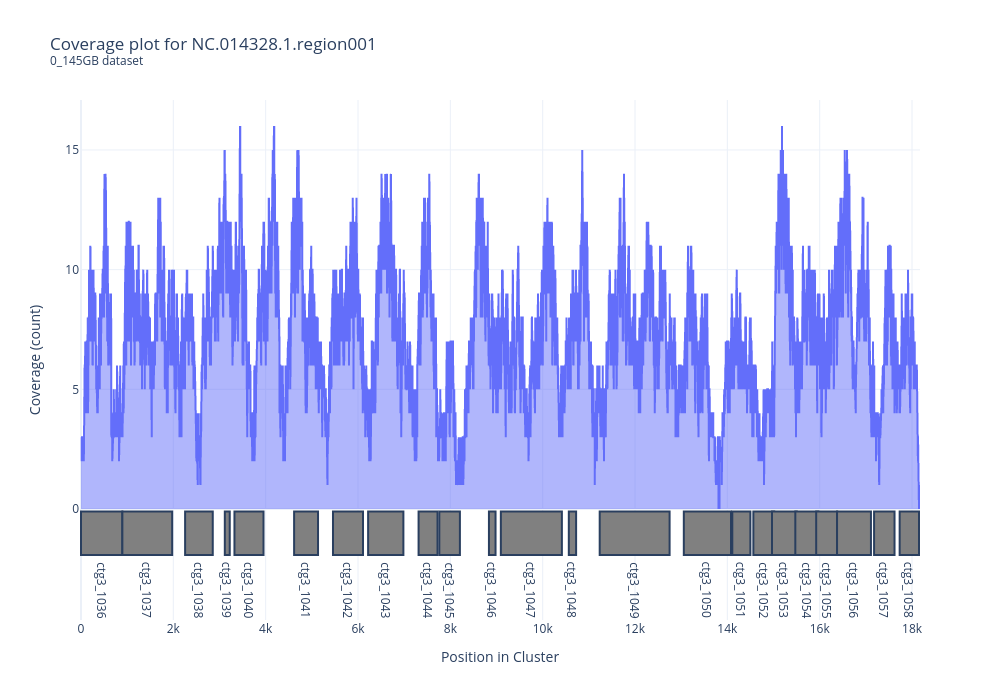 Coverage plot for NC.014328.1.region001
0_145GB dataset
Coverage (count)
15
10
5
0
ctg3_1036
ctg3_1037
ctg3_1038
ctg3_1039
ctg3_1040
ctg3_1041
ctg3_1042
ctg3_1043
ctg3_1044
ctg3_1045
ctg3_1046
ctg3_1047
ctg3_1048
ctg3_1049
ctg3_1050
ctg3_1051
ctg3_1052
ctg3_1053
ctg3_1054
ctg3_1055
ctg3_1056
ctg3_1057
ctg3_1058
0 2k 4k 6k 8k 10k 12k 14k 16k 18k
Position in Cluster